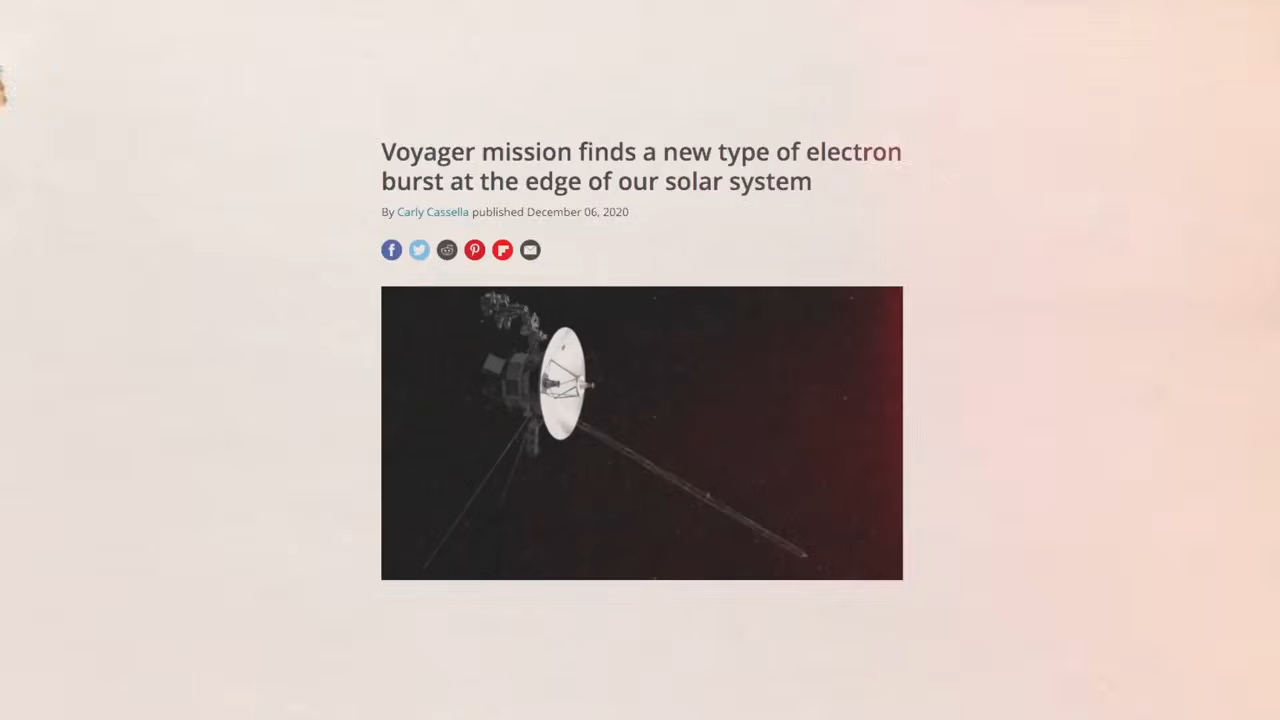 Voyager mission finds a new type of electron
burst at the edge of our solar system
By Carly Cassella published December 06, 2020